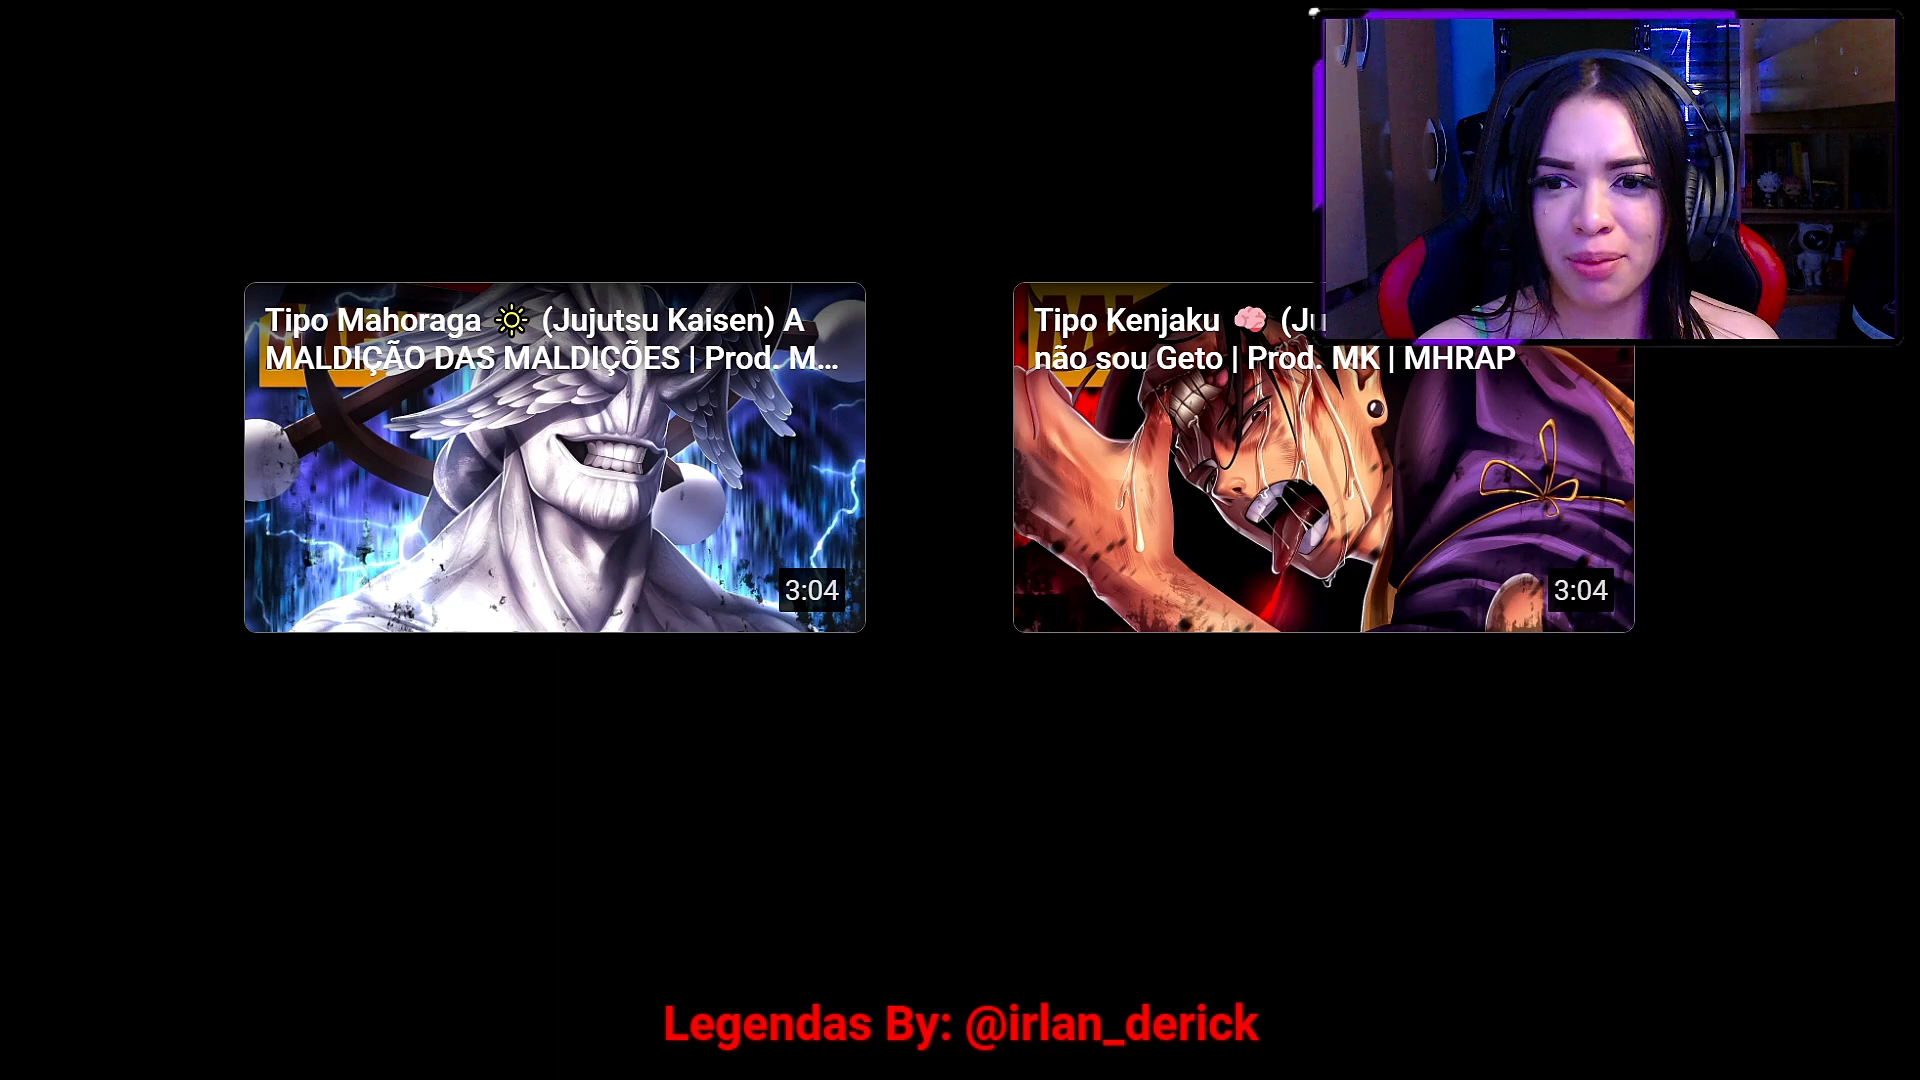 Tipo Mahoraga ☀ (Jujutsu Kaisen) A
MALDIÇÃO DAS MALDIÇÕES | Prod. M...
3:04
Tipo Kenjaku 🧠 (Ju
não sou Geto | Prod. MK | MHRAP
3:04
Legendas By: @irlan_derick